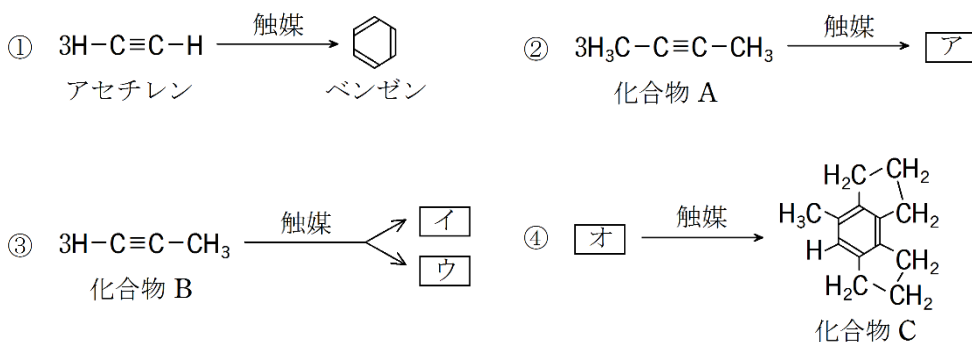 ① 3H−C≡C−H 触媒 ベンゼン
アセチレン
② 3H₃C−C≡C−CH₃ 触媒 ア
化合物 A
③ 3H−C≡C−CH₃ 触媒 イ ウ
化合物 B
④ オ 触媒
H₂C CH₂
H₃C CH₂
H CH₂
H₂C CH₂
化合物 C